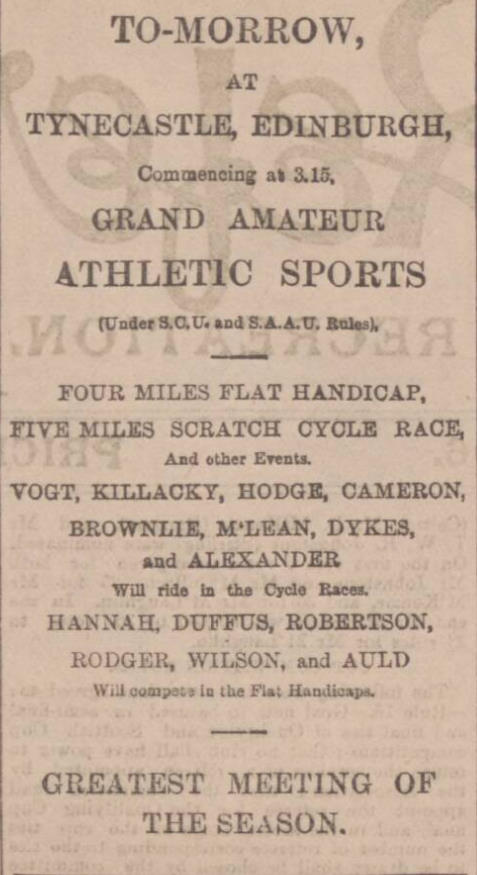 TO-MORROW,
AT
TYNECASTLE, EDINBURGH,
Commencing at 3.15,
GRAND AMATEUR
ATHLETIC SPORTS
(Under S.C.U. and S.A.A.U. Rules).
FOUR MILES FLAT HANDICAP,
FIVE MILES SCRATCH CYCLE RACE,
And other Events.
VOGT, KILLACKY, HODGE, CAMERON,
BROWNLIE, M'LEAN, DYKES,
and ALEXANDER
Will ride in the Cycle Races.
HANNAH, DUFFUS, ROBERTSON,
RODGER, WILSON, and AULD
Will compete in the Flat Handicaps.
GREATEST MEETING OF
THE SEASON.